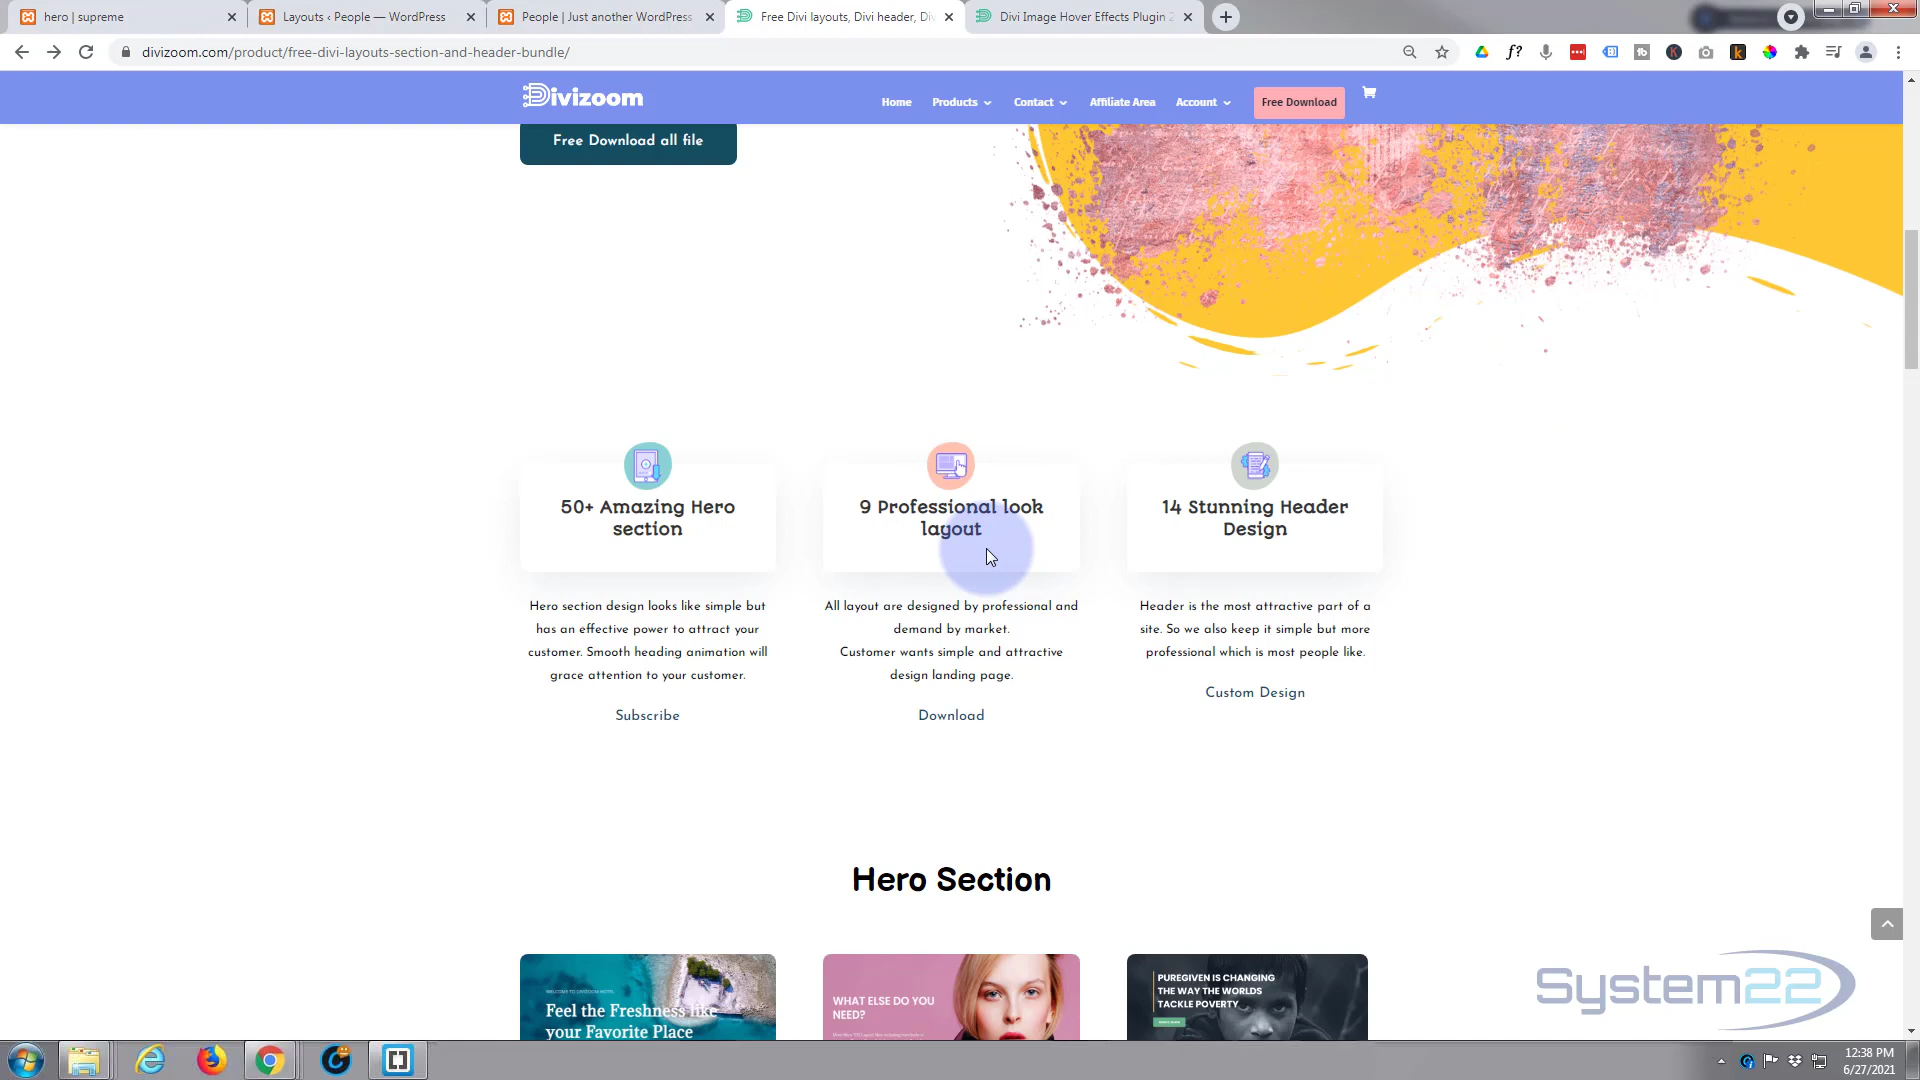 hero | supreme
Layouts ‹ People — WordPress
People | Just another WordPress
Free Divi layouts, Divi header, Di
Divi Image Hover Effects Plugin 2
divizoom.com/product/free-divi-layouts-section-and-header-bundle/
Divizoom
Home
Products
Contact
Affiliate Area
Account
Free Download
Free Download all file
50+ Amazing Hero
section
Hero section design looks like simple but
has an effective power to attract your
customer. Smooth heading animation will
grace attention to your customer.
Subscribe
9 Professional look
layout
All layout are designed by professional and
demand by market.
Customer wants simple and attractive
design landing page.
Download
14 Stunning Header
Design
Header is the most attractive part of a
site. So we also keep it simple but more
professional which is most people like.
Custom Design
Hero Section
WELCOME TO DIVIZOOM HOTEL
Feel the Freshness like
your Favorite Place
WHAT ELSE DO YOU
NEED?
PUREGIVEN IS CHANGING
THE WAY THE WORLDS
TACKLE POVERTY
System22
12:38 PM
6/27/2021